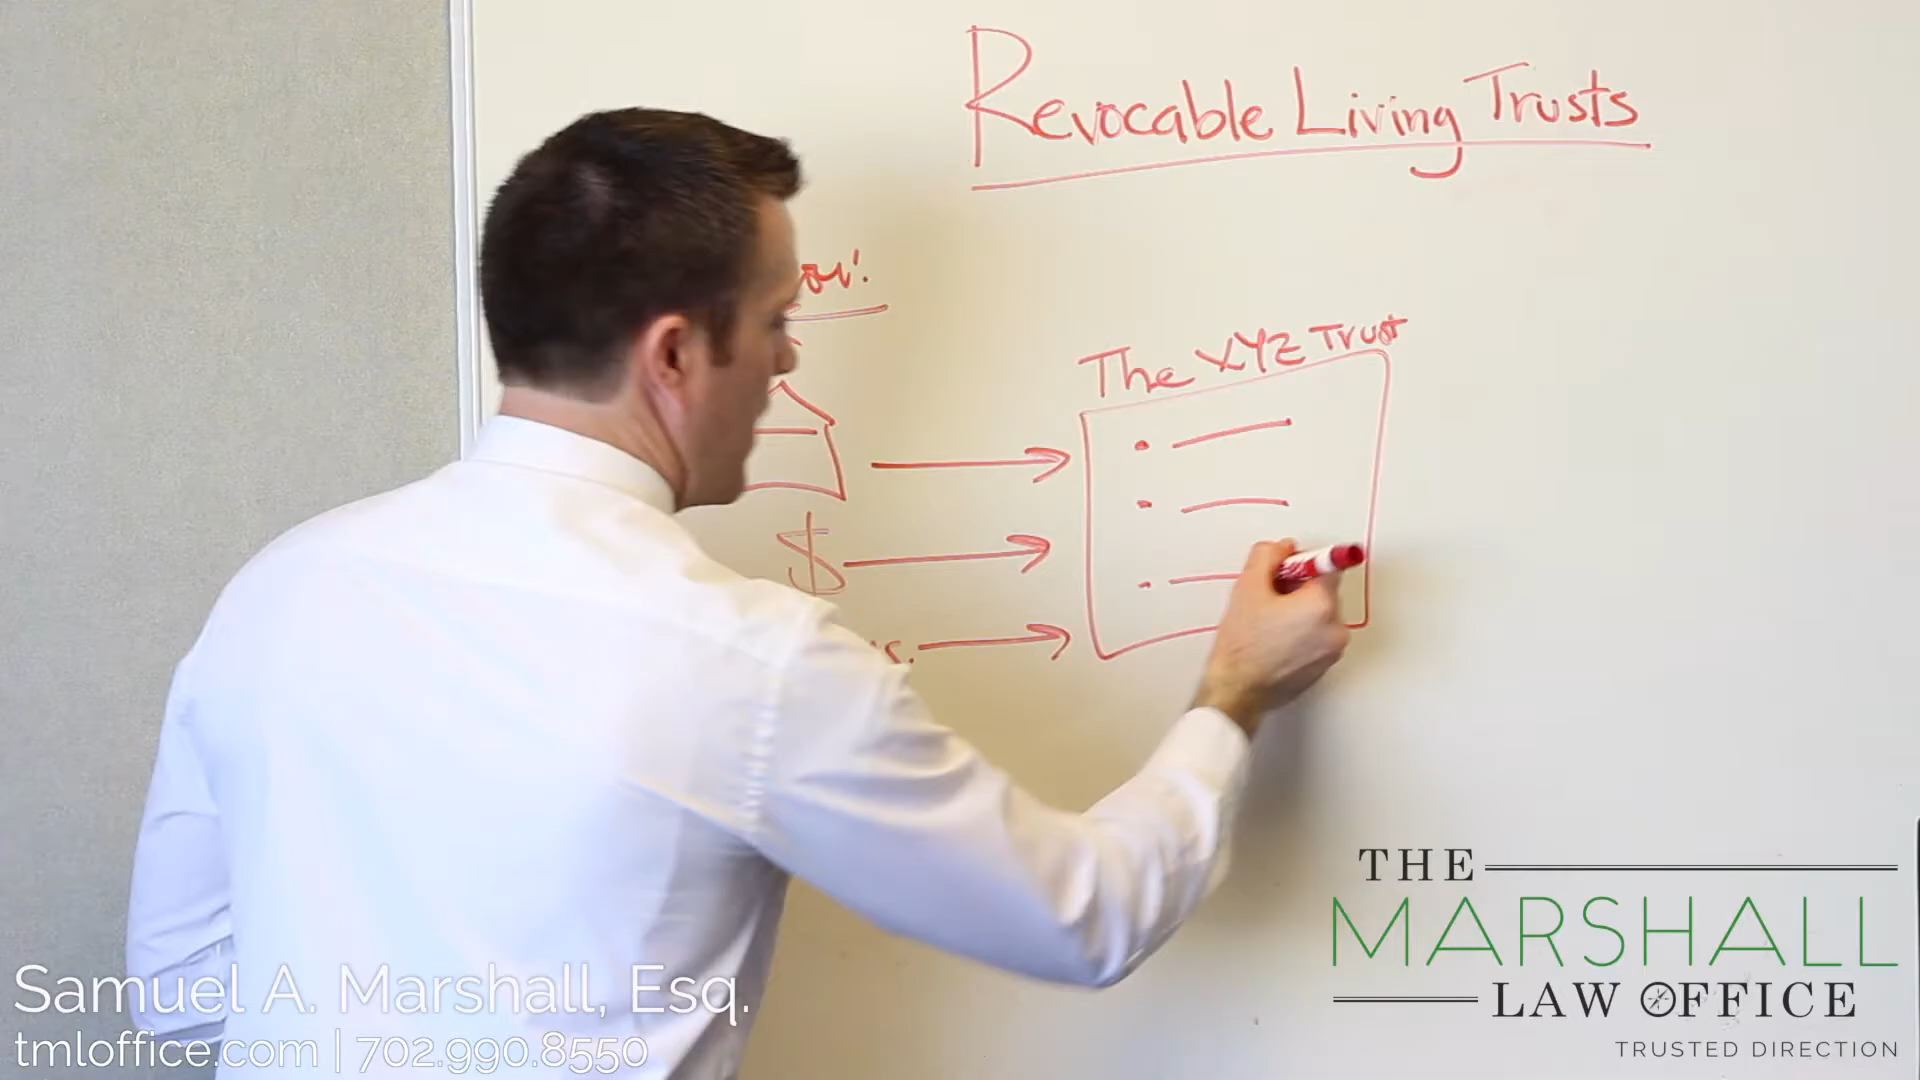 Revocable Living Trusts
The XYZ Trust
$
THE
MARSHALL
LAW OFFICE
TRUSTED DIRECTION
Samuel A. Marshall, Esq.
tmloffice.com | 702.990.8550